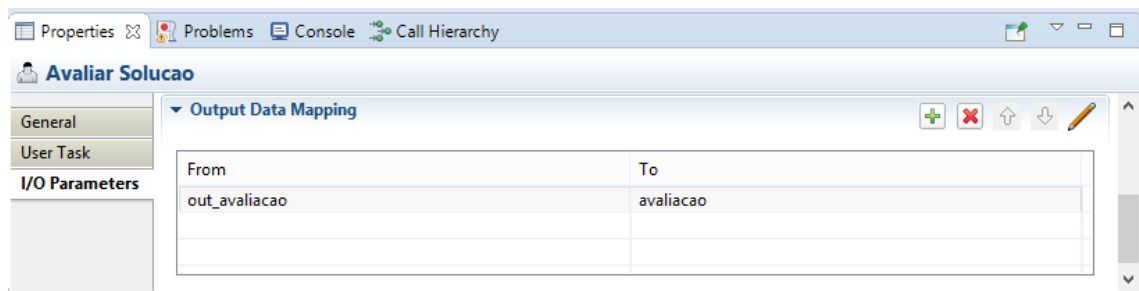 Properties Problems Console Call Hierarchy
Avaliar Solucao
General
User Task
I/O Parameters
Output Data Mapping
From To
out_avaliacao avaliacao